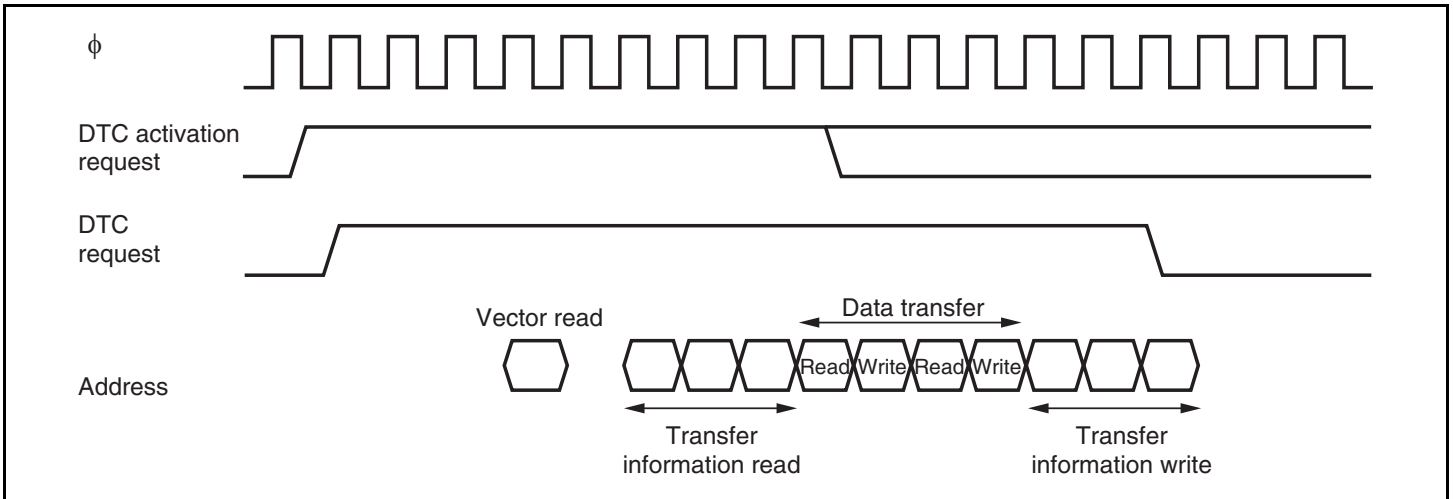 ϕ
DTC activation
request
DTC
request
Vector read
Data transfer
Address
Read Write Read Write
Transfer
information read
Transfer
information write